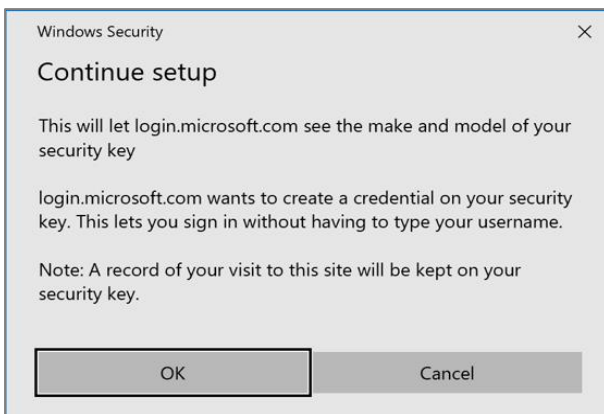 Windows Security
Continue setup
This will let login.microsoft.com see the make and model of your
security key
login.microsoft.com wants to create a credential on your security
key. This lets you sign in without having to type your username.
Note: A record of your visit to this site will be kept on your
security key.
OK
Cancel